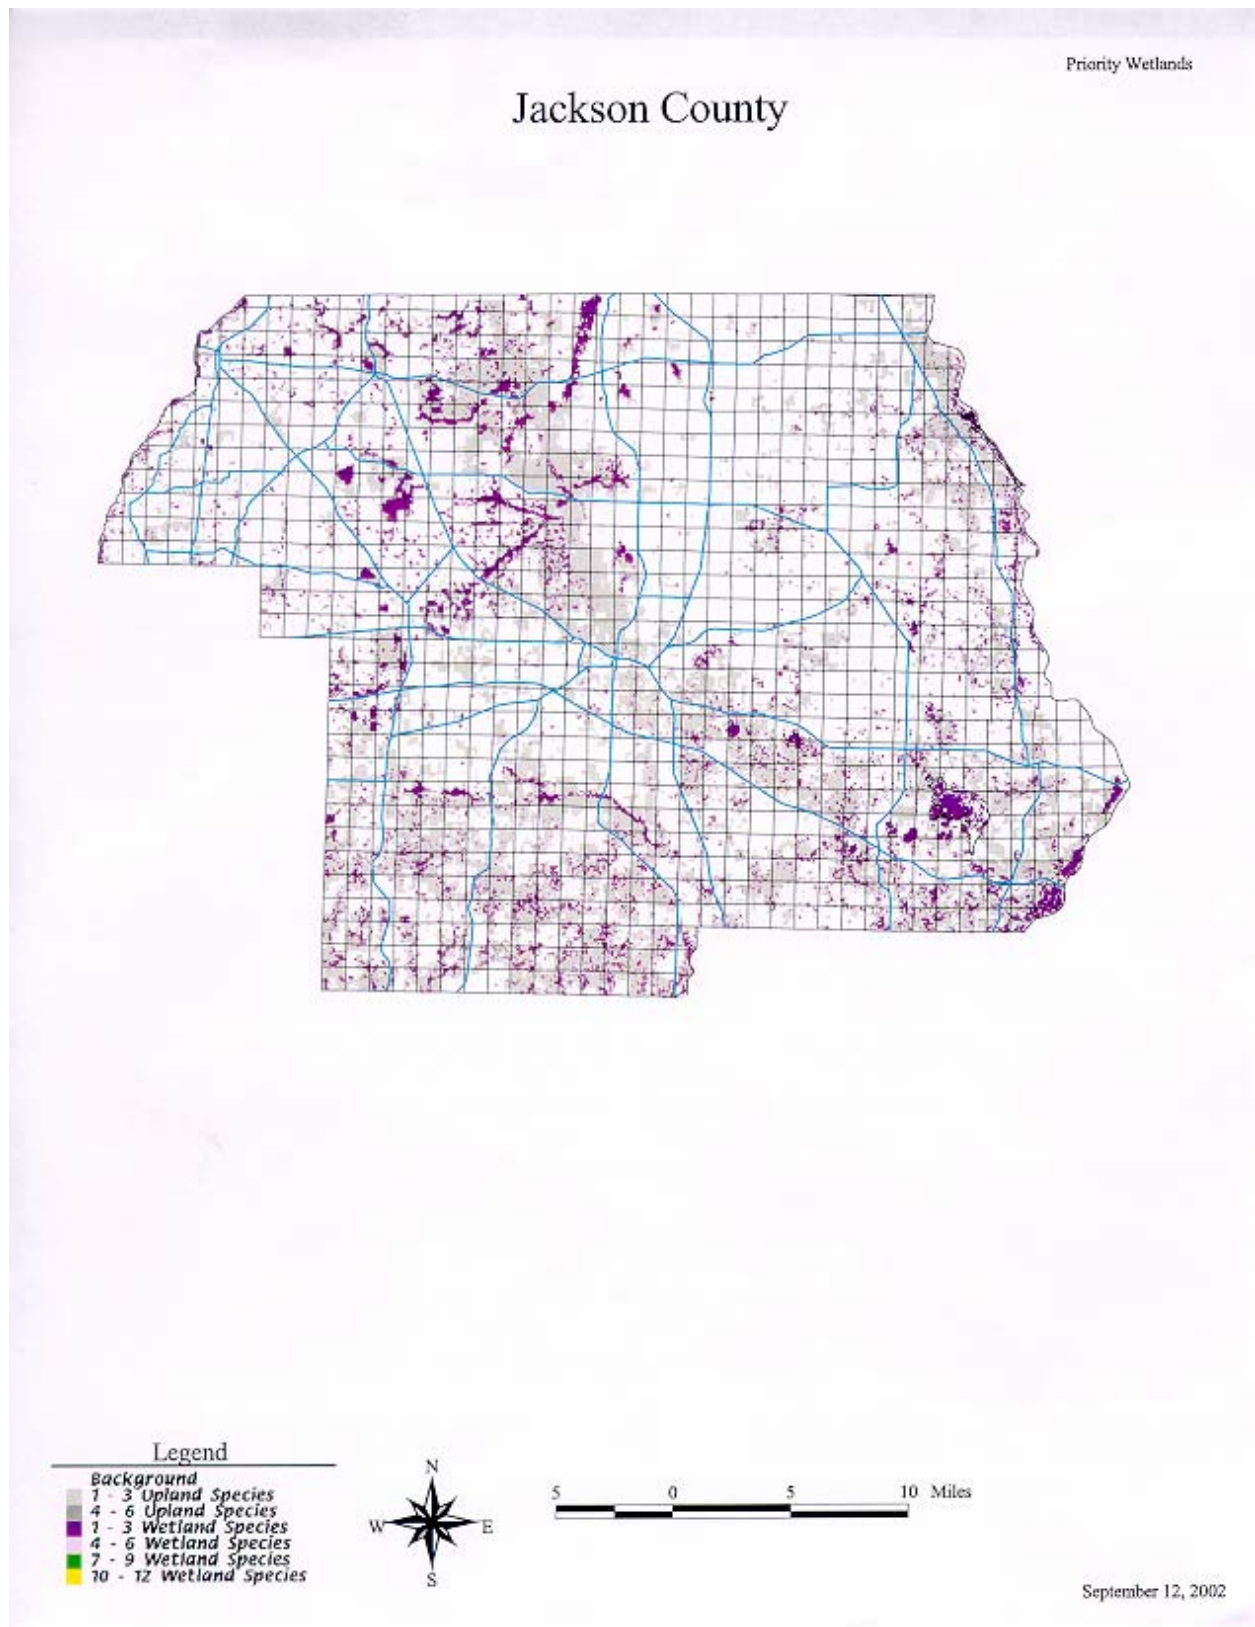 Priority Wetlands
Jackson County
Legend
Background
1 - 3 Upland Species
4 - 6 Upland Species
1 - 3 Wetland Species
4 - 6 Wetland Species
7 - 9 Wetland Species
10 - 12 Wetland Species
N
W E
S
5 0 5 10 Miles
September 12, 2002